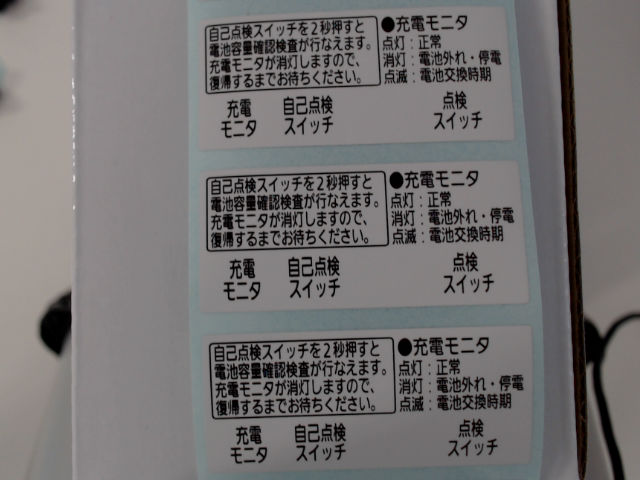 自己点検スイッチを2秒押すと
電池容量確認検査が行なえます。
充電モニタが消灯しますので、
復帰するまでお待ちください。
●充電モニタ
点灯：正常
消灯：電池外れ・停電
点滅：電池交換時期
充電
モニタ
自己点検
スイッチ
点検
スイッチ
自己点検スイッチを2秒押すと
電池容量確認検査が行なえます。
充電モニタが消灯しますので、
復帰するまでお待ちください。
●充電モニタ
点灯：正常
消灯：電池外れ・停電
点滅：電池交換時期
充電
モニタ
自己点検
スイッチ
点検
スイッチ
自己点検スイッチを2秒押すと
電池容量確認検査が行なえます。
充電モニタが消灯しますので、
復帰するまでお待ちください。
●充電モニタ
点灯：正常
消灯：電池外れ・停電
点滅：電池交換時期
充電
モニタ
自己点検
スイッチ
点検
スイッチ